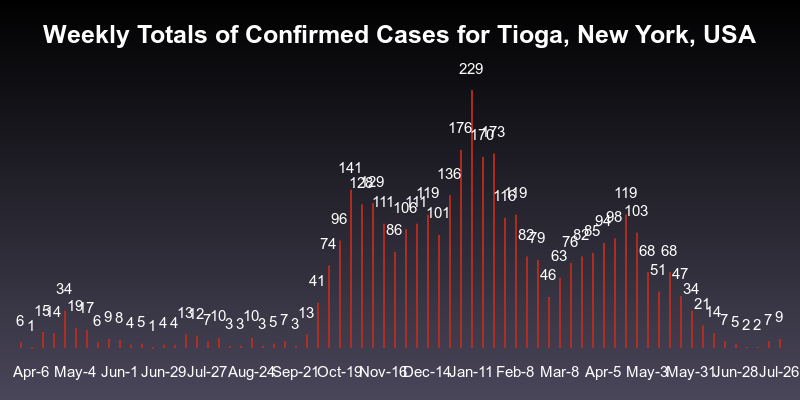 Weekly Totals of Confirmed Cases for Tioga, New York, USA
6 1 15 14 34 19 17 6 9 8 4 5 1 4 4 13 12 7 10 3 3 10 3 5 7 3 13 41 74 96 141 128 129 111 86 106 111 119 101 136 176 229 170 173 116 119 82 79 46 63 76 82 85 94 98 119 103 68 51 68 47 34 21 14 7 5 2 2 7 9
Apr-6 May-4 Jun-1 Jun-29 Jul-27 Aug-24 Sep-21 Oct-19 Nov-16 Dec-14 Jan-11 Feb-8 Mar-8 Apr-5 May-3 May-31 Jun-28 Jul-26